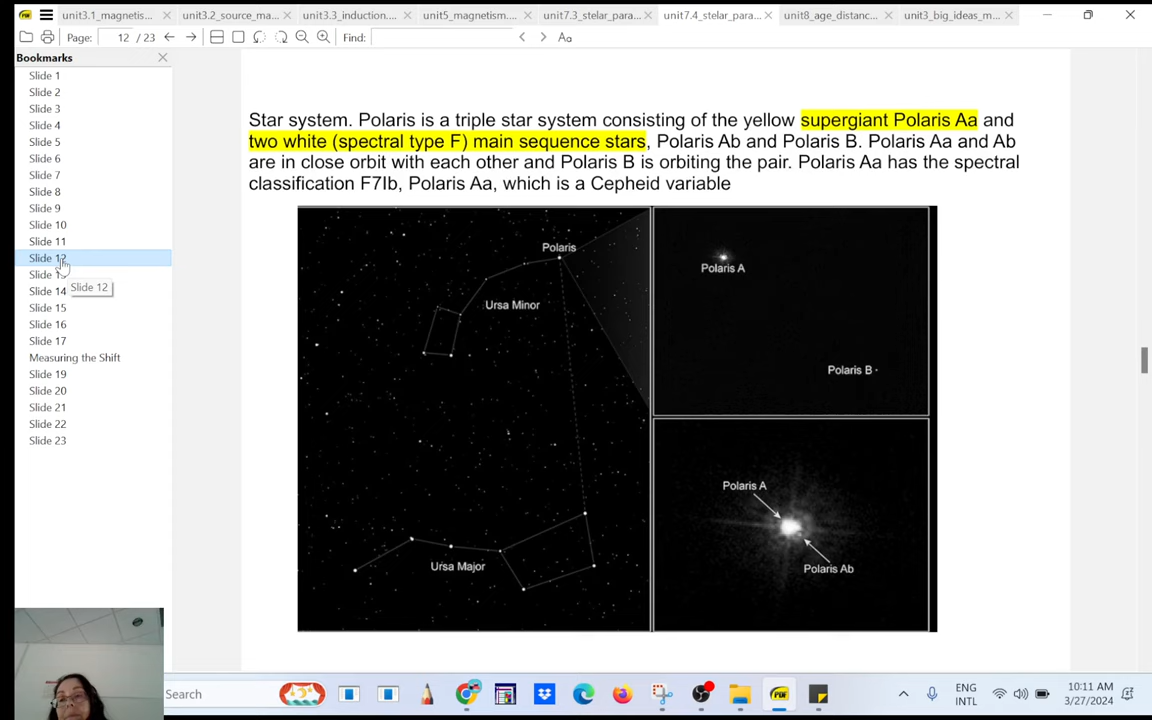 unit3.1_magnetis...
unit3.2_source_ma...
unit3.3_induction....
unit5_magnetism....
unit7.3_stelar_para...
unit7.4_stelar_para...
unit8_age_distanc...
unit3_big_ideas_m...
PDF
Page: 12 / 23
Find:
Aa
Bookmarks
Slide 1
Slide 2
Slide 3
Slide 4
Slide 5
Slide 6
Slide 7
Slide 8
Slide 9
Slide 10
Slide 11
Slide 12
Slide 13
Slide 12
Slide 14
Slide 15
Slide 16
Slide 17
Measuring the Shift
Slide 19
Slide 20
Slide 21
Slide 22
Slide 23
Star system. Polaris is a triple star system consisting of the yellow supergiant Polaris Aa and
two white (spectral type F) main sequence stars, Polaris Ab and Polaris B. Polaris Aa and Ab
are in close orbit with each other and Polaris B is orbiting the pair. Polaris Aa has the spectral
classification F7Ib, Polaris Aa, which is a Cepheid variable
Polaris
Ursa Minor
Ursa Major
Polaris A
Polaris B
Polaris A
Polaris Ab
Search
PDF
ENG
INTL
10:11 AM
3/27/2024